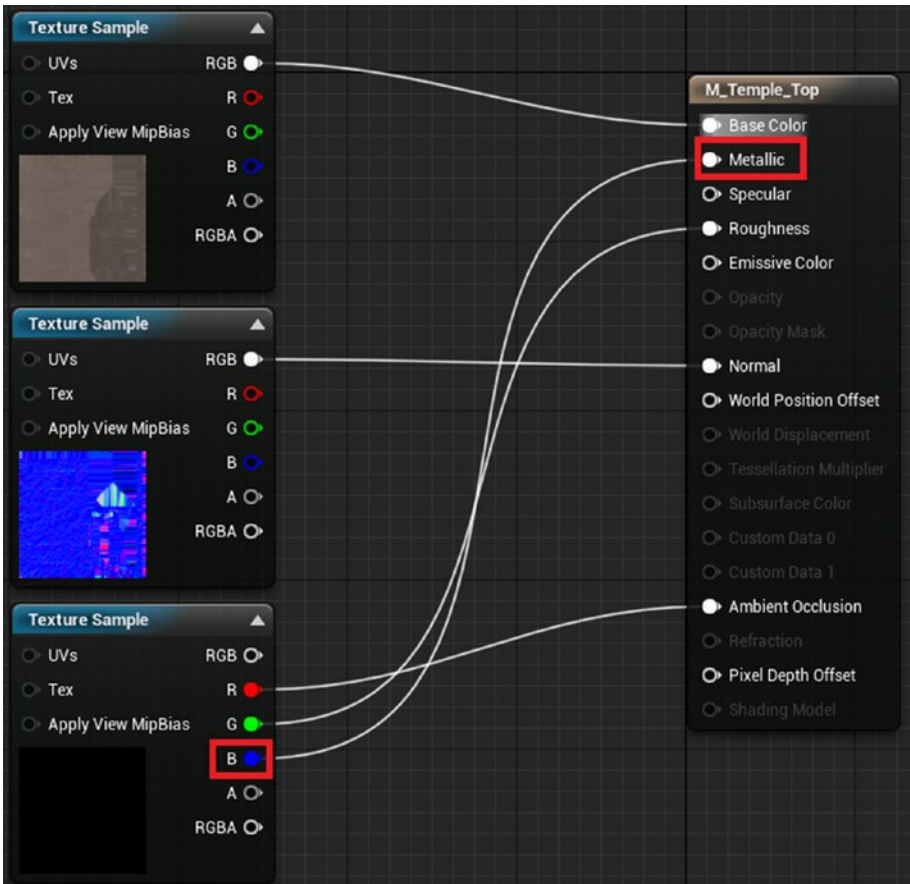 Texture Sample
UVs RGB
Tex R
Apply View MipBias G
B
A
RGBA
Texture Sample
UVs RGB
Tex R
Apply View MipBias G
B
A
RGBA
Texture Sample
UVs RGB
Tex R
Apply View MipBias G
B
A
RGBA
M_Temple_Top
Base Color
Metallic
Specular
Roughness
Emissive Color
Opacity
Opacity Mask
Normal
World Position Offset
World Displacement
Tessellation Multiplier
Subsurface Color
Custom Data 0
Custom Data 1
Ambient Occlusion
Refraction
Pixel Depth Offset
Shading Model